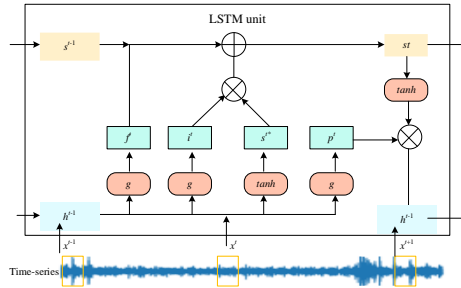 LSTM unit
s^{t-1}
st
tanh
f^t
i^t
s^{t*}
p^t
g
g
tanh
g
h^{t-1}
h^{t-1}
x^{t-1}
x^t
x^{t+1}
Time-series